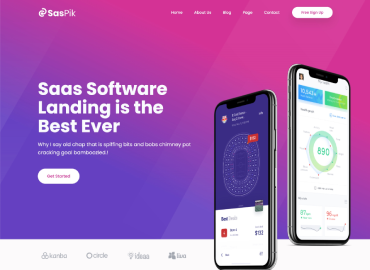 SasPik
Home About Us Blog Page Contact Free Sign Up
Saas Software
Landing is the
Best Ever
Why I say old chap that is spiffing bits and bobs chimney pot
cracking goal bamboozled !
Get Started
890
$132
kanba circle ideas